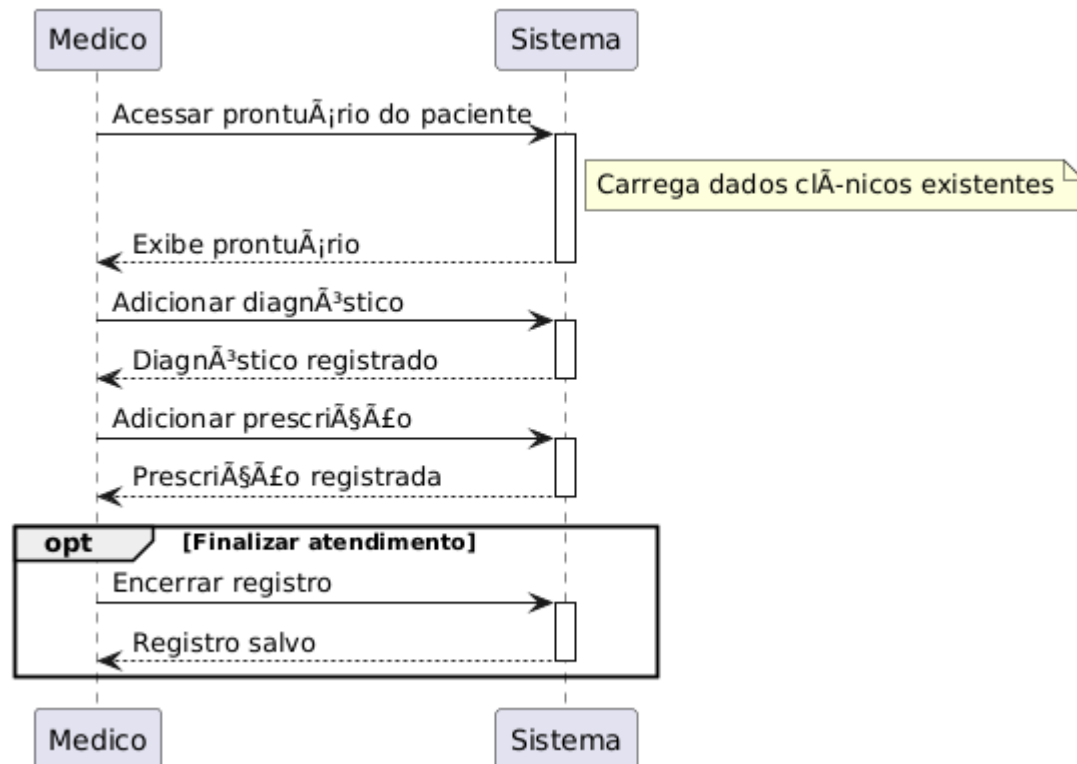 Medico Sistema
Acessar prontuÃ¡rio do paciente
Carrega dados clÃ-nicos existentes
Exibe prontuÃ¡rio
Adicionar diagnÃ³stico
DiagnÃ³stico registrado
Adicionar prescriÃ§Ã£o
PrescriÃ§Ã£o registrada
opt [Finalizar atendimento]
Encerrar registro
Registro salvo
Medico Sistema